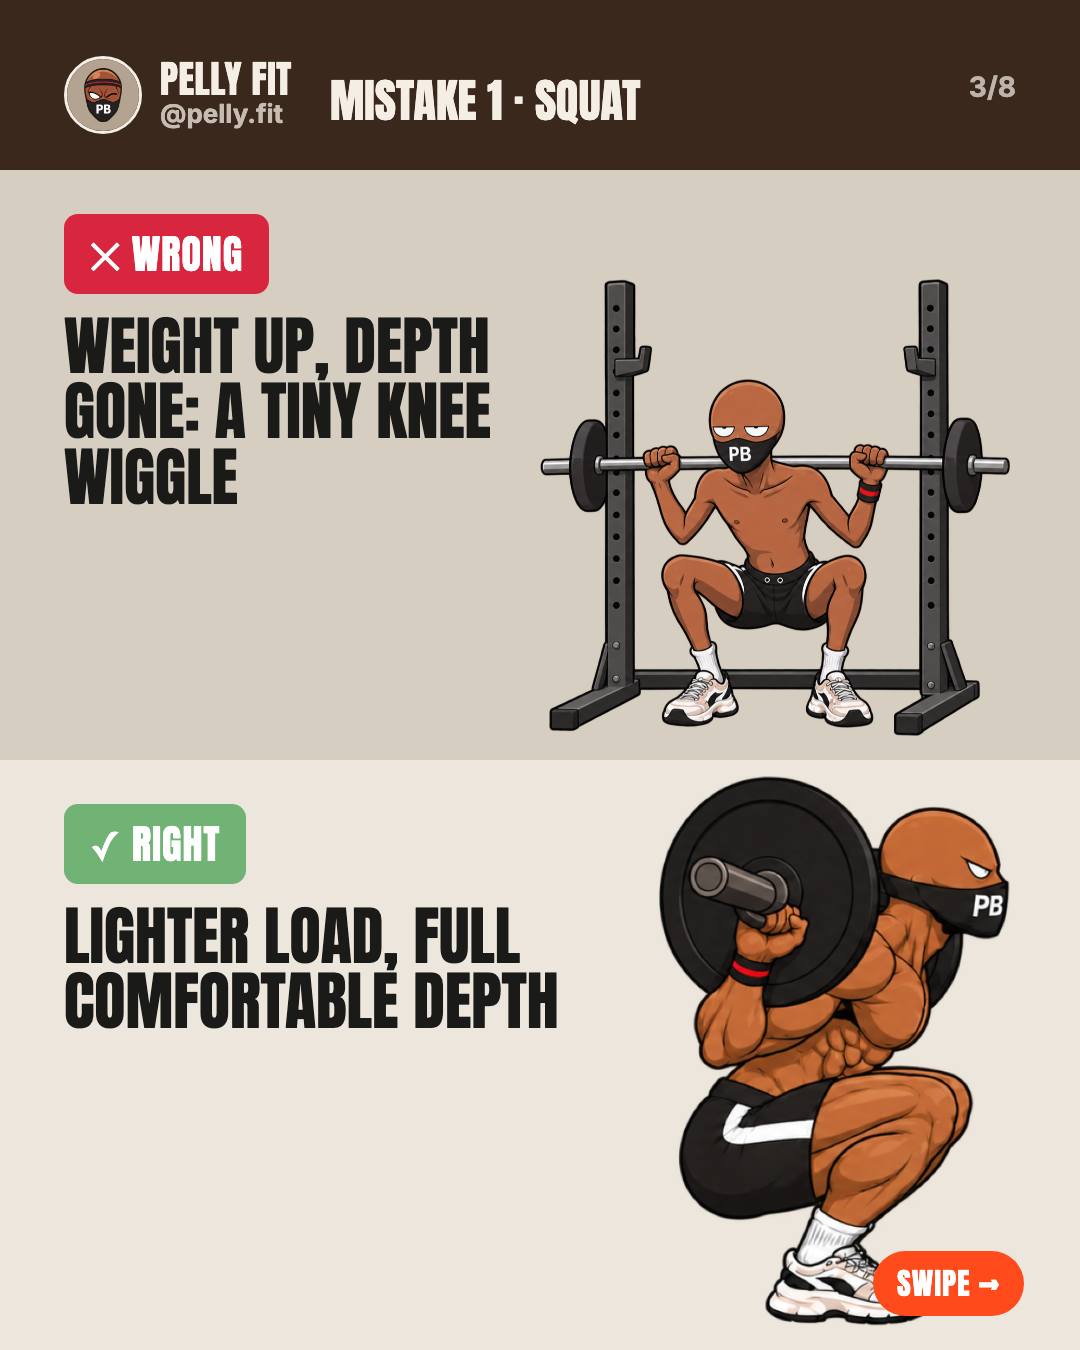 PELLY FIT
@pelly.fit
MISTAKE 1 · SQUAT
3/8
PB
× WRONG
WEIGHT UP, DEPTH
GONE: A TINY KNEE
WIGGLE
PB
✓ RIGHT
LIGHTER LOAD, FULL
COMFORTABLE DEPTH
PB
SWIPE →